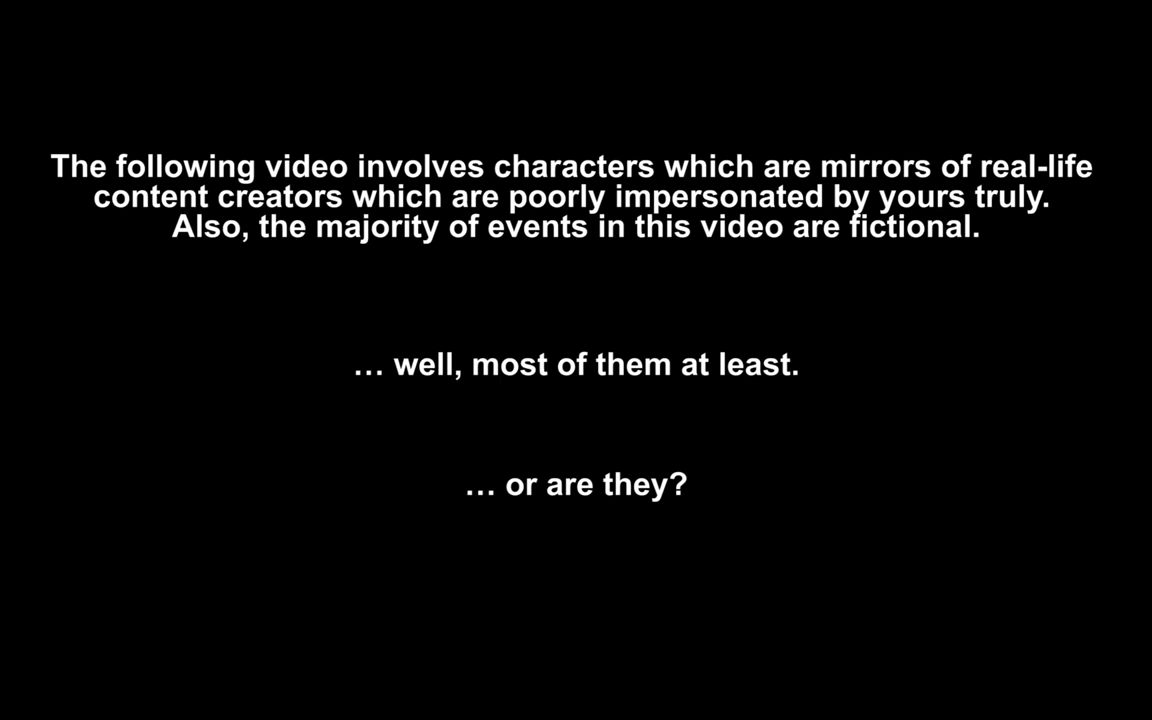 The following video involves characters which are mirrors of real-life
content creators which are poorly impersonated by yours truly.
Also, the majority of events in this video are fictional.
… well, most of them at least.
… or are they?